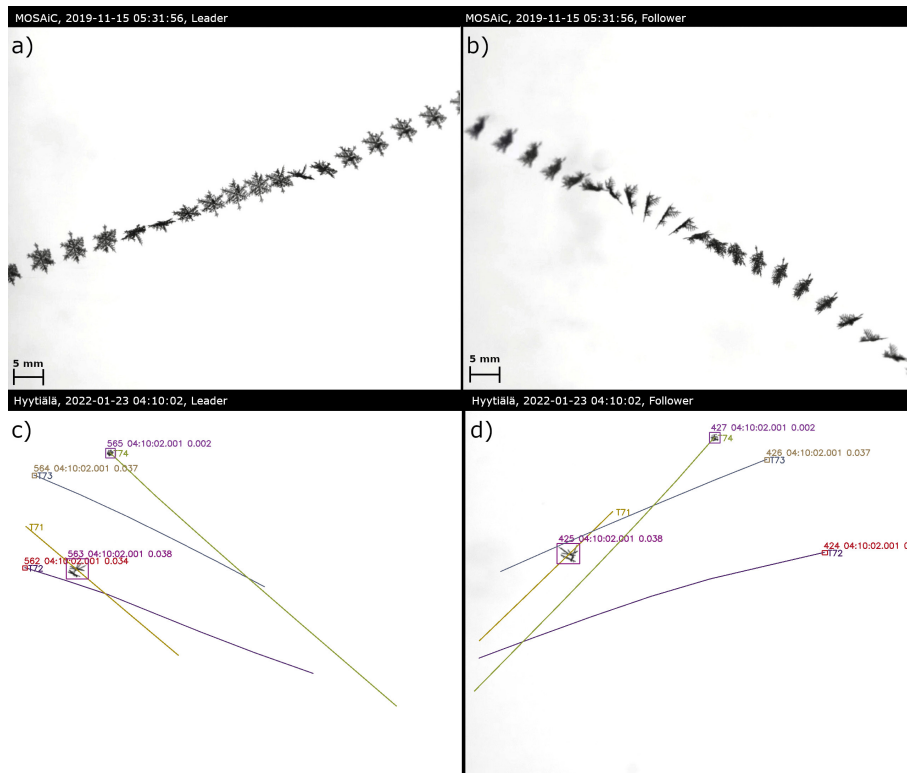 MOSAiC, 2019-11-15 05:31:56, Leader
MOSAiC, 2019-11-15 05:31:56, Follower
a)
b)
5 mm
5 mm
Hyytiälä, 2022-01-23 04:10:02, Leader
Hyytiälä, 2022-01-23 04:10:02, Follower
c)
565 04:10:02.001 0.002
T74
564 04:10:02.001 0.037
T73
T71
563 04:10:02.001 0.038
562 04:10:02.001 0.034
T72
d)
427 04:10:02.001 0.002
T74
426 04:10:02.001 0.037
T73
T71
425 04:10:02.001 0.038
424 04:10:02.001 0.
T72